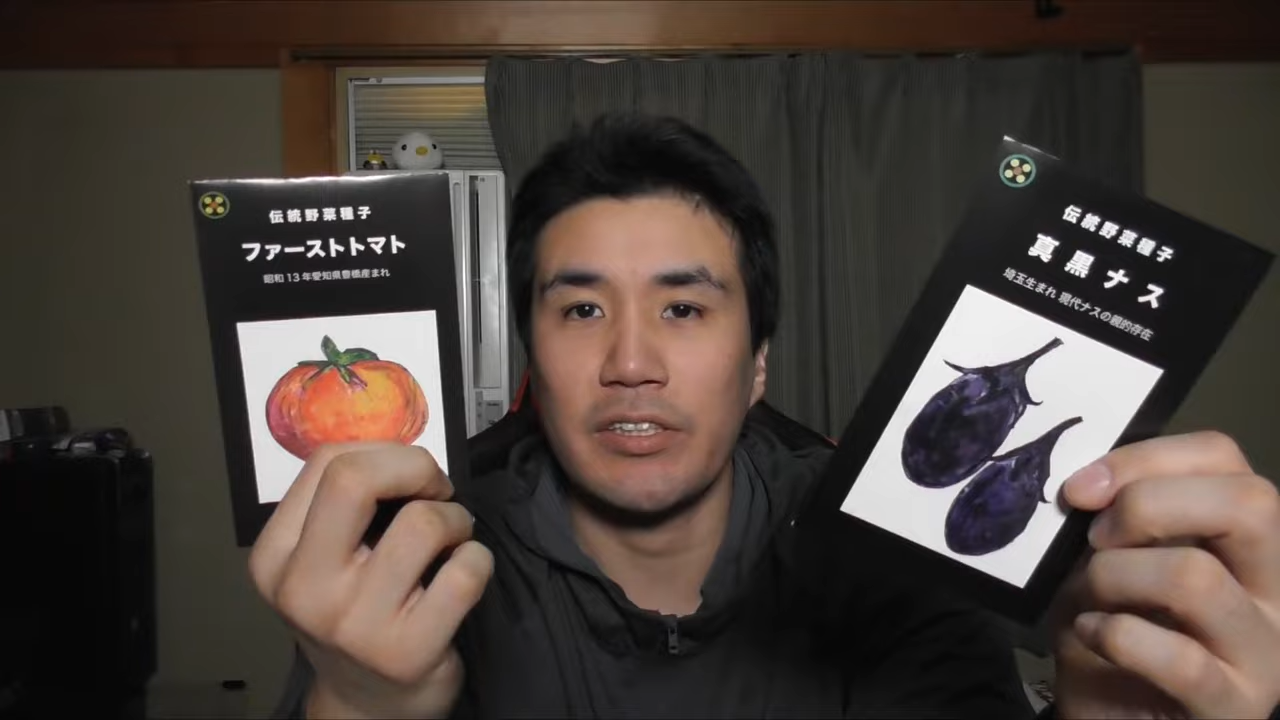 伝統野菜種子
ファーストトマト
昭和13年愛知県豊橋産まれ
伝統野菜種子
真黒ナス
埼玉生まれ 現代ナスの親的存在